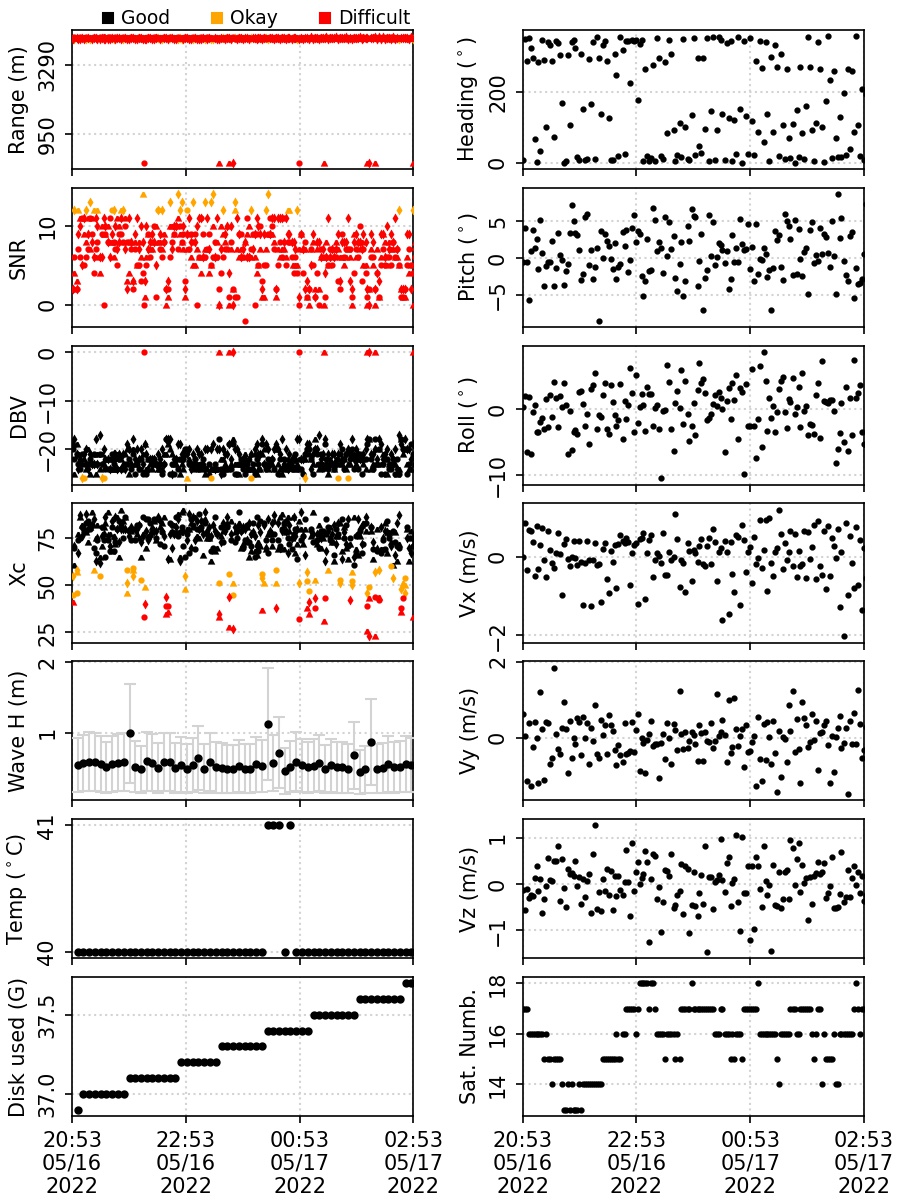 Good Okay Difficult
Range (m)
3290
950
Heading (°)
200
0
SNR
10
0
Pitch (°)
5
0
−5
DBV
0
−10
−20
Roll (°)
0
−10
Xc
75
50
25
Vx (m/s)
0
−2
Wave H (m)
2
1
Vy (m/s)
2
0
Temp (°C)
41
40
Vz (m/s)
1
0
−1
Disk used (G)
37.5
37.0
Sat. Numb.
18
16
14
20:53 22:53 00:53 02:53
05/16 05/16 05/17 05/17
2022 2022 2022 2022
20:53 22:53 00:53 02:53
05/16 05/16 05/17 05/17
2022 2022 2022 2022